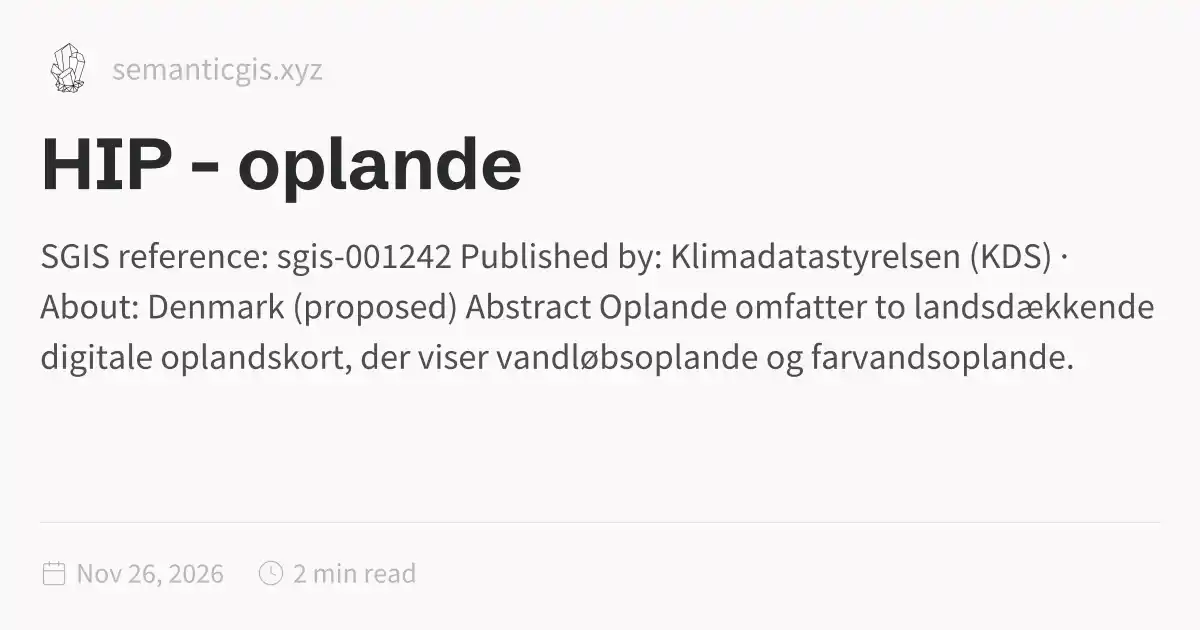 semanticgis.xyz
HIP - oplande
SGIS reference: sgis-001242 Published by: Klimadatastyrelsen (KDS) ·
About: Denmark (proposed) Abstract Oplande omfatter to landsdækkende
digitale oplandskort, der viser vandløbsoplande og farvandsoplande.
Nov 26, 2026 2 min read